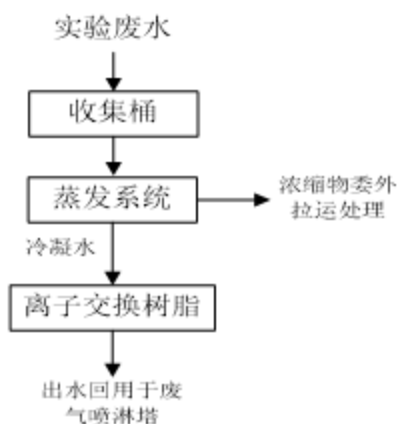 实验废水
收集桶
蒸发系统
浓缩物委外
拉运处理
冷凝水
离子交换树脂
出水回用于废
气喷淋塔